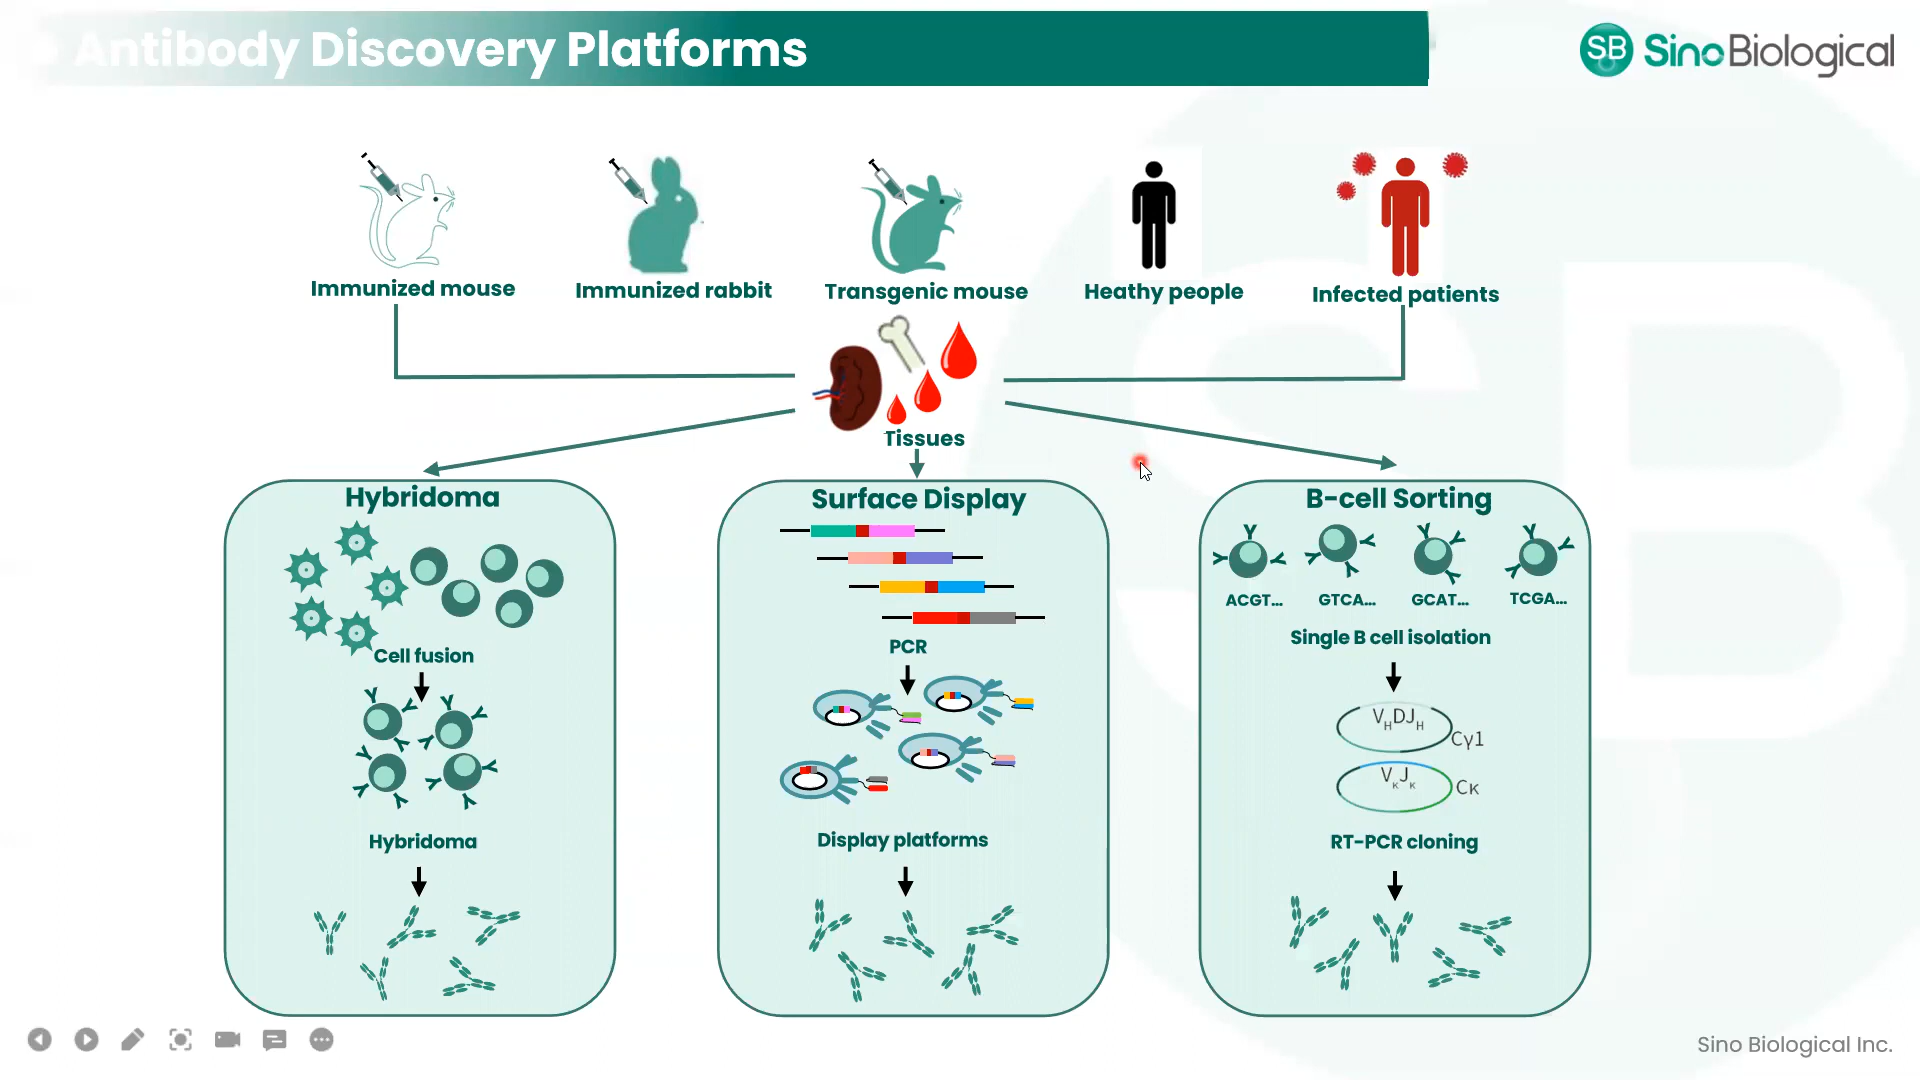 Antibody Discovery Platforms
SB SinoBiological
Immunized mouse
Immunized rabbit
Transgenic mouse
Heathy people
Infected patients
Tissues
Hybridoma
Cell fusion
Hybridoma
Surface Display
PCR
Display platforms
B-cell Sorting
ACGT... GTCA... GCAT... TCGA...
Single B cell isolation
VHDJH Cγ1
VκJκ Cκ
RT-PCR cloning
Sino Biological Inc.